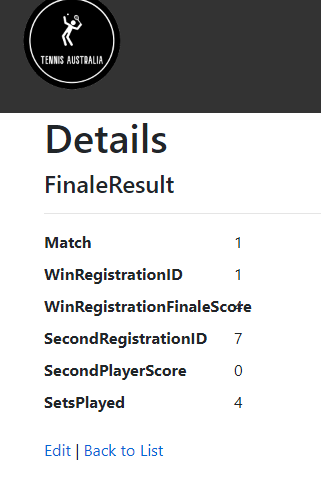 TENNIS AUSTRALIA
Details
FinaleResult
Match 1
WinRegistrationID 1
WinRegistrationFinaleScore
SecondRegistrationID 7
SecondPlayerScore 0
SetsPlayed 4
Edit | Back to List